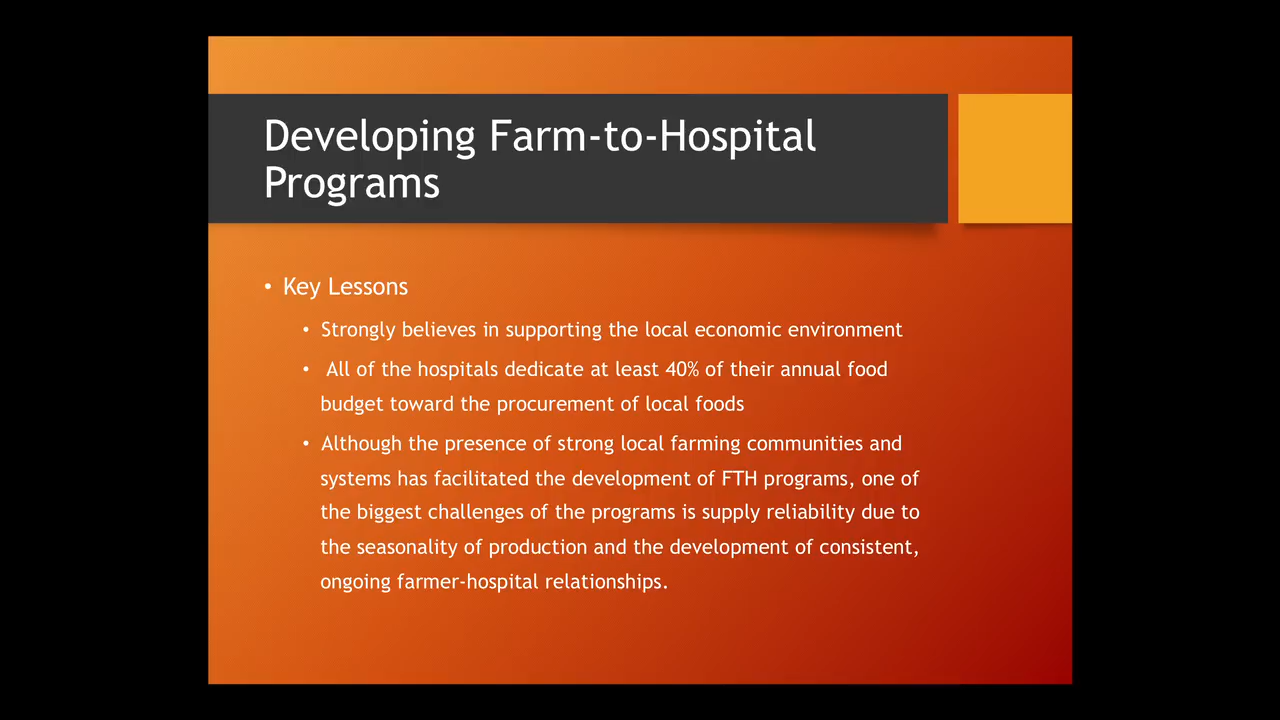 Developing Farm-to-Hospital
Programs
• Key Lessons
• Strongly believes in supporting the local economic environment
• All of the hospitals dedicate at least 40% of their annual food
budget toward the procurement of local foods
• Although the presence of strong local farming communities and
systems has facilitated the development of FTH programs, one of
the biggest challenges of the programs is supply reliability due to
the seasonality of production and the development of consistent,
ongoing farmer-hospital relationships.